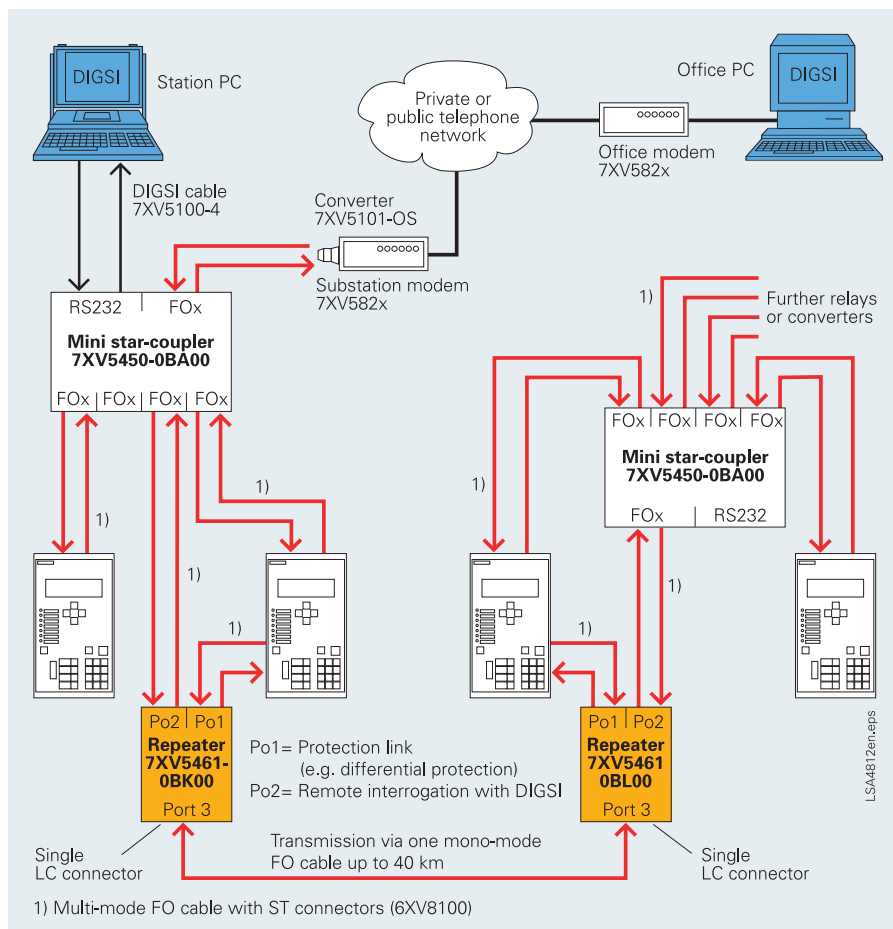 DIGSI
Station PC
Office PC
DIGSI
Private or
public telephone
network
Office modem
7XV582x
DIGSI cable
7XV5100-4
Converter
7XV5101-OS
Substation modem
7XV582x
RS232 | FOx
Mini star-coupler
7XV5450-0BA00
FOx | FOx | FOx | FOx
1)
Further relays
or converters
FOx | FOx | FOx | FOx
Mini star-coupler
7XV5450-0BA00
FOx | RS232
1)
1)
1)
1)
1)
1)
1)
Po2 | Po1
Repeater
7XV5461-
0BK00
Port 3
Po1= Protection link
(e.g. differential protection)
Po2= Remote interrogation with DIGSI
Po1 | Po2
Repeater
7XV5461
0BL00
Port 3
LSA4812en.eps
Single
LC connector
Transmission via one mono-mode
FO cable up to 40 km
Single
LC connector
1) Multi-mode FO cable with ST connectors (6XV8100)